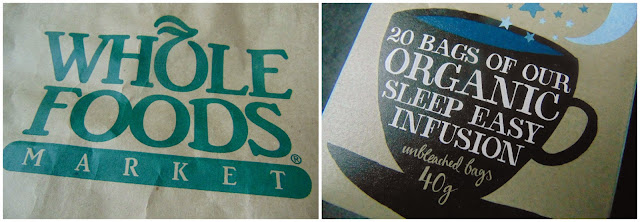 WHOLE
FOODS
®
MARKET
20 BAGS OF OUR
ORGANIC
SLEEP EASY
INFUSION
unbleached bags
40g